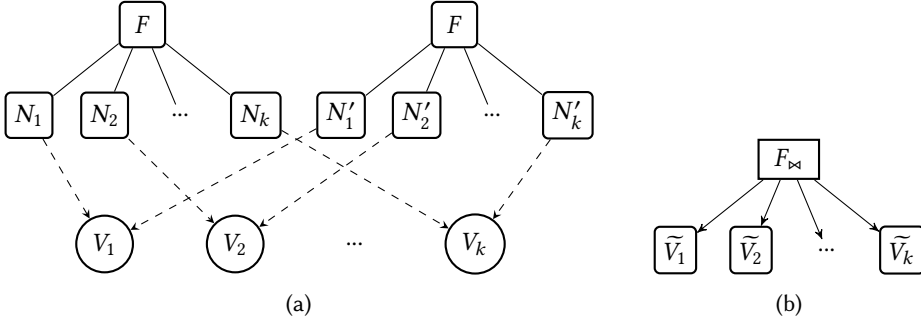 F F
N₁ N₂ ... Nₖ N′₁ N′₂ ... N′ₖ
F⋈
V₁ V₂ ... Vₖ Ṽ₁ Ṽ₂ ... Ṽₖ
(a) (b)